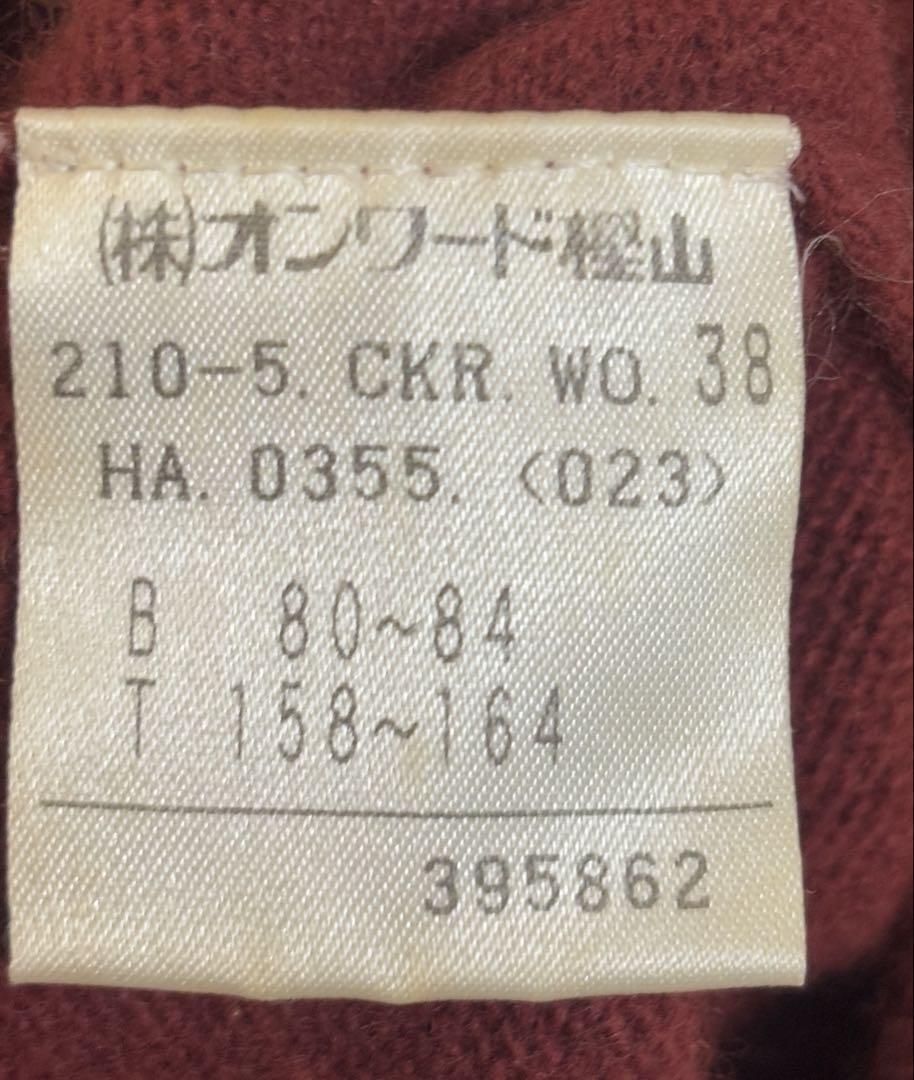 (株)オンワード樫山
210-5. CKR. WO. 38
HA. 0355. 〈023〉
B 80~84
T 158~164
395862